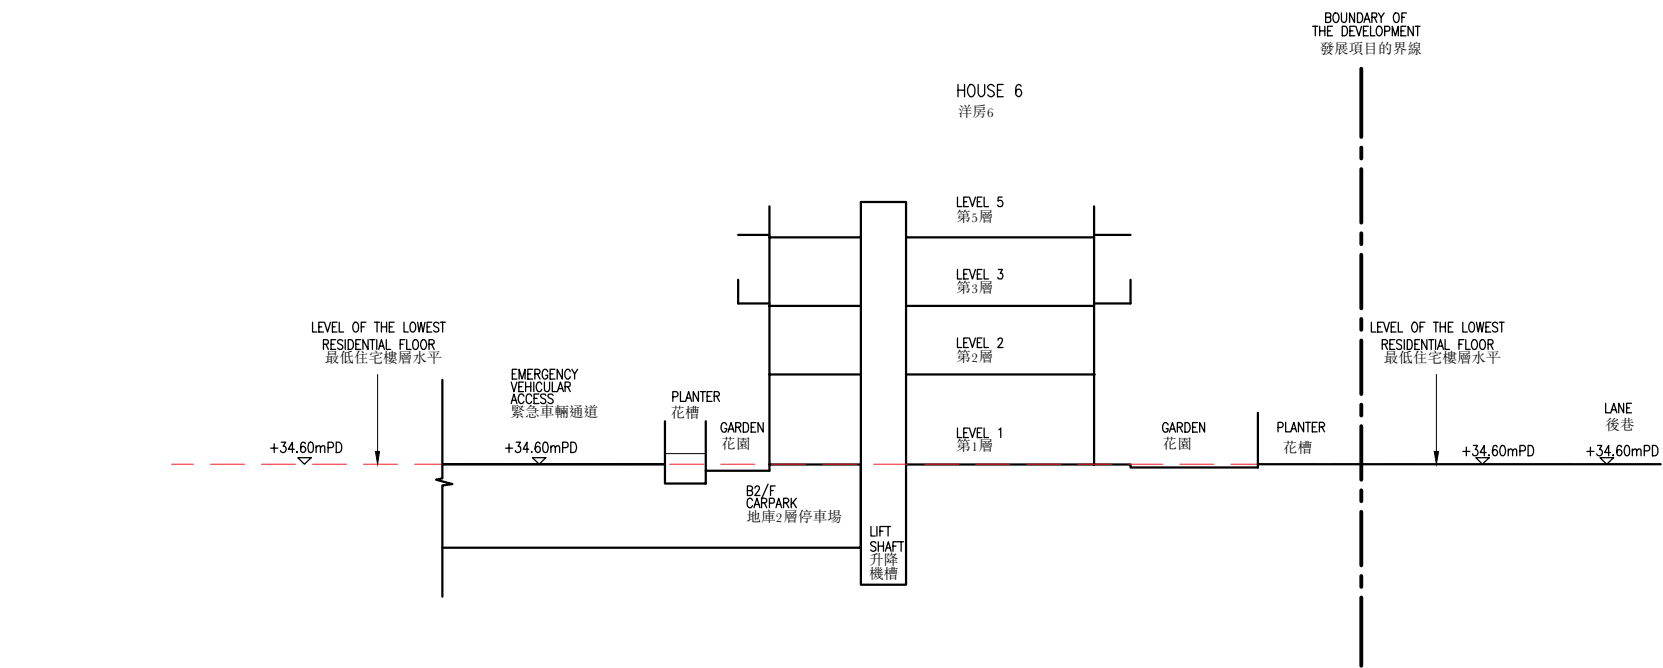 BOUNDARY OF
THE DEVELOPMENT
發展項目的界線
HOUSE 6
洋房6
LEVEL 5
第5層
LEVEL 3
第3層
LEVEL 2
第2層
LEVEL 1
第1層
LEVEL OF THE LOWEST
RESIDENTIAL FLOOR
最低住宅樓層水平
+34.60mPD
EMERGENCY
VEHICULAR
ACCESS
緊急車輛通道
+34.60mPD
PLANTER
花槽
GARDEN
花園
B2/F
CARPARK
地庫2層停車場
LIFT
SHAFT
升降
機槽
GARDEN
花園
PLANTER
花槽
LEVEL OF THE LOWEST
RESIDENTIAL FLOOR
最低住宅樓層水平
+34.60mPD
LANE
後巷
+34.60mPD